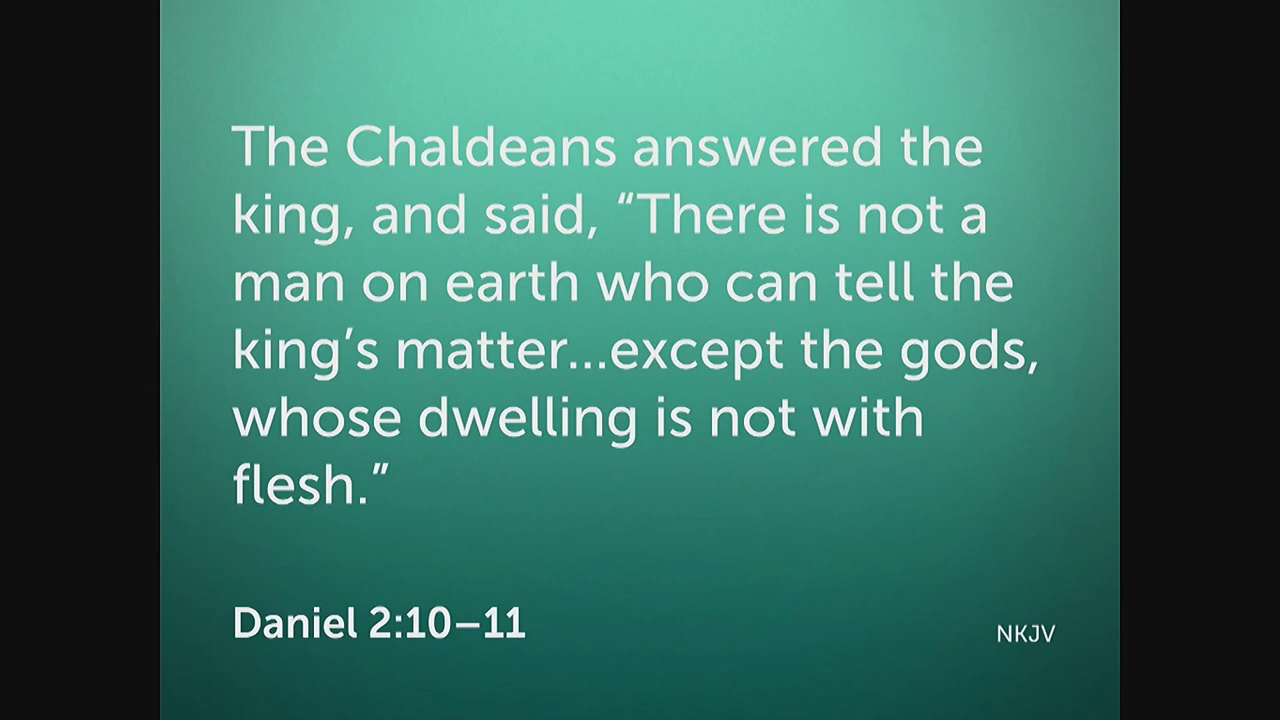 The Chaldeans answered the
king, and said, “There is not a
man on earth who can tell the
king’s matter...except the gods,
whose dwelling is not with
flesh.”
Daniel 2:10–11
NKJV